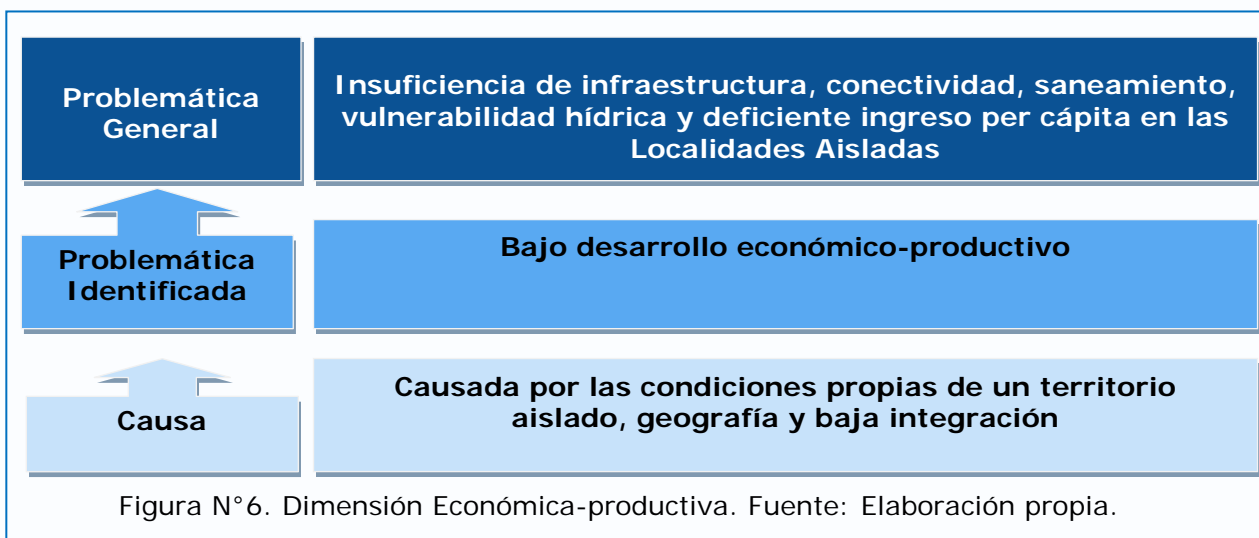 Problemática
General
Insuficiencia de infraestructura, conectividad, saneamiento,
vulnerabilidad hídrica y deficiente ingreso per cápita en las
Localidades Aisladas
Problemática
Identificada
Bajo desarrollo económico-productivo
Causa
Causada por las condiciones propias de un territorio
aislado, geografía y baja integración
Figura N°6. Dimensión Económica-productiva. Fuente: Elaboración propia.